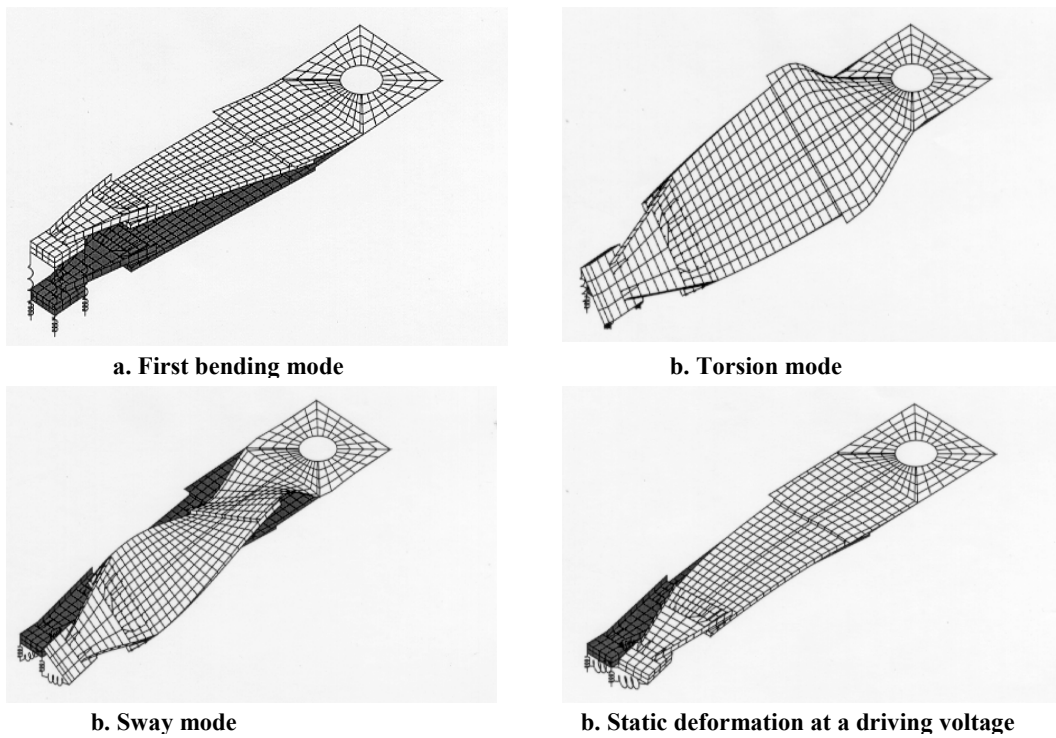 a. First bending mode
b. Torsion mode
b. Sway mode
b. Static deformation at a driving voltage